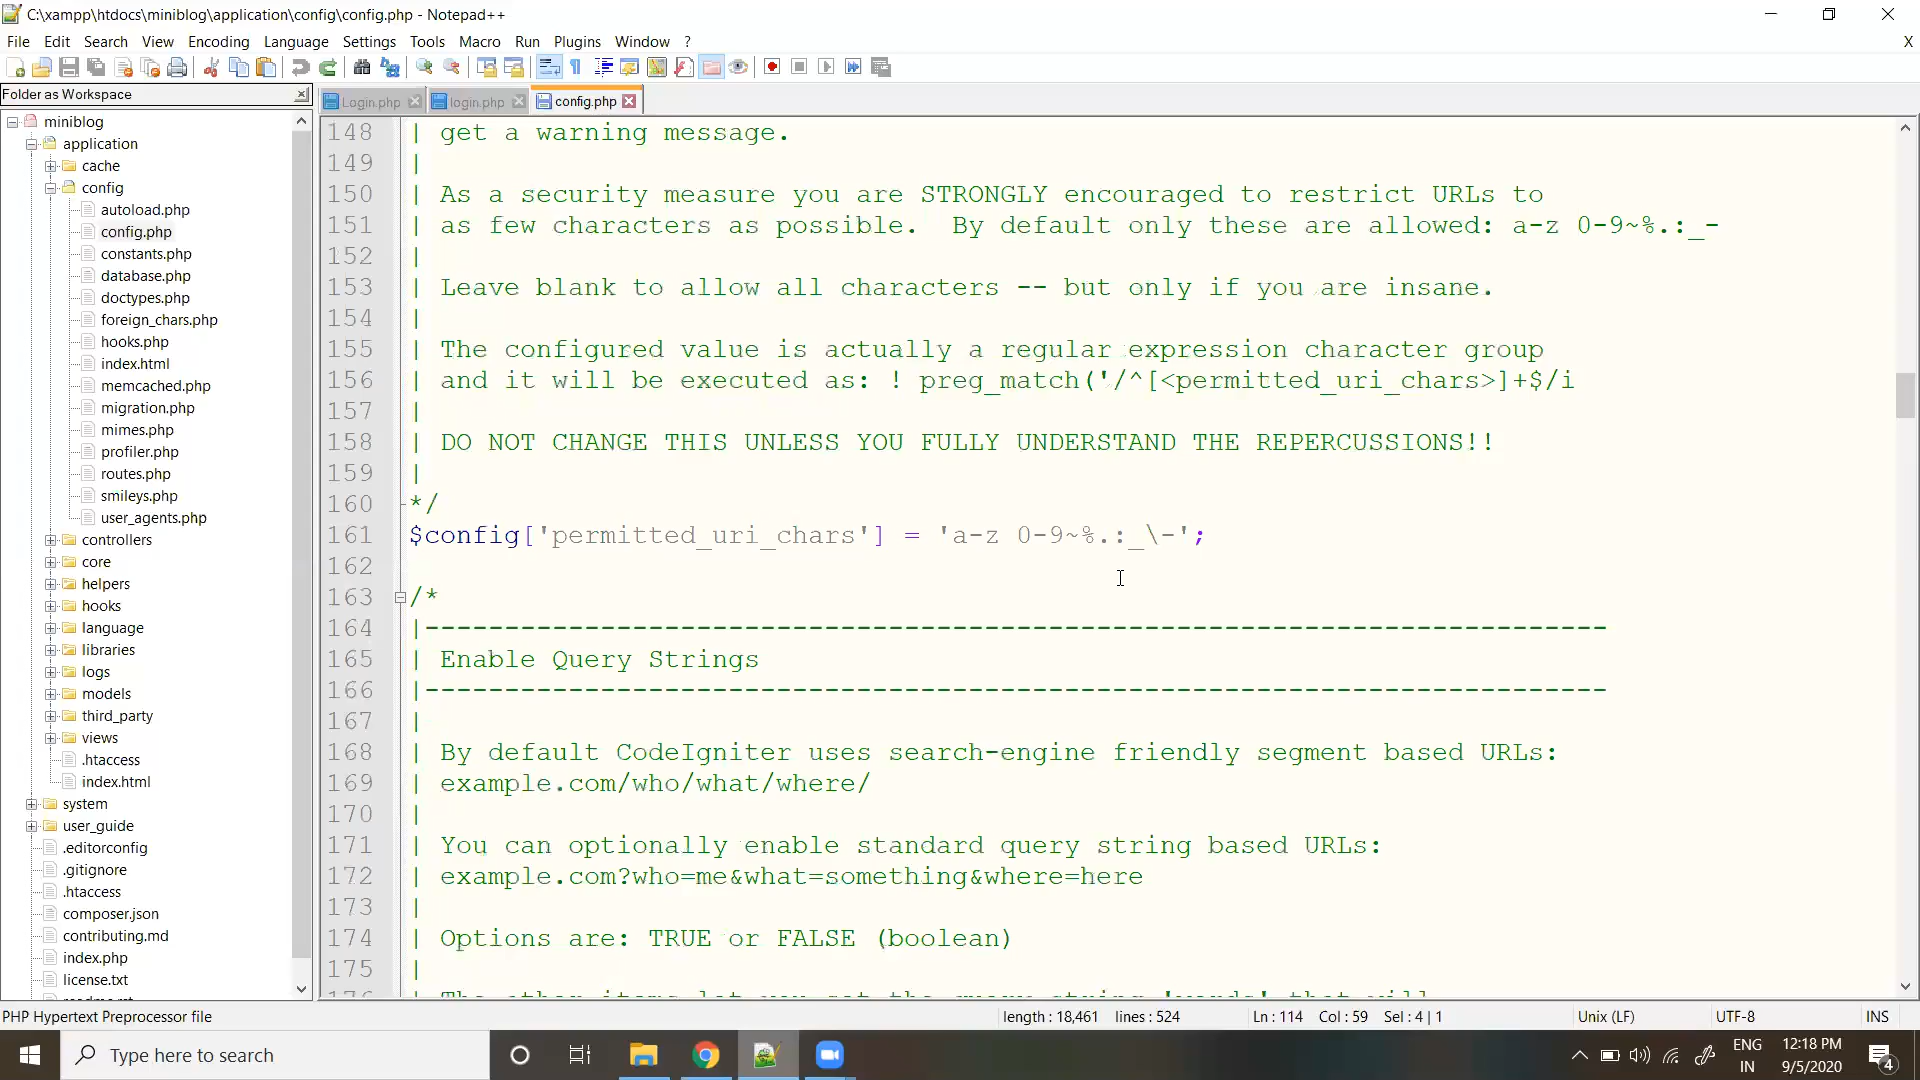 C:\xampp\htdocs\miniblog\application\config\config.php - Notepad++
File Edit Search View Encoding Language Settings Tools Macro Run Plugins Window ? X
Folder as Workspace
Login.php login.php config.php
miniblog
application
cache
config
autoload.php
config.php
constants.php
database.php
doctypes.php
foreign_chars.php
hooks.php
index.html
memcached.php
migration.php
mimes.php
profiler.php
routes.php
smileys.php
user_agents.php
controllers
core
helpers
hooks
language
libraries
logs
models
third_party
views
.htaccess
index.html
system
user_guide
.editorconfig
.gitignore
.htaccess
composer.json
contributing.md
index.php
license.txt
148 | get a warning message.
149 |
150 | As a security measure you are STRONGLY encouraged to restrict URLs to
151 | as few characters as possible.  By default only these are allowed: a-z 0-9~%.:_-
152 |
153 | Leave blank to allow all characters -- but only if you are insane.
154 |
155 | The configured value is actually a regular expression character group
156 | and it will be executed as: ! preg_match('/^[<permitted_uri_chars>]+$/i
157 |
158 | DO NOT CHANGE THIS UNLESS YOU FULLY UNDERSTAND THE REPERCUSSIONS!!
159 |
160 */
161 $config['permitted_uri_chars'] = 'a-z 0-9~%.:_\-';
162
163 /*
164 |--------------------------------------------------------------------------
165 | Enable Query Strings
166 |--------------------------------------------------------------------------
167 |
168 | By default CodeIgniter uses search-engine friendly segment based URLs:
169 | example.com/who/what/where/
170 |
171 | You can optionally enable standard query string based URLs:
172 | example.com?who=me&what=something&where=here
173 |
174 | Options are: TRUE or FALSE (boolean)
175 |
PHP Hypertext Preprocessor file length : 18,461 lines : 524 Ln : 114 Col : 59 Sel : 4 | 1 Unix (LF) UTF-8 INS
Type here to search
ENG
IN
12:18 PM
9/5/2020
4